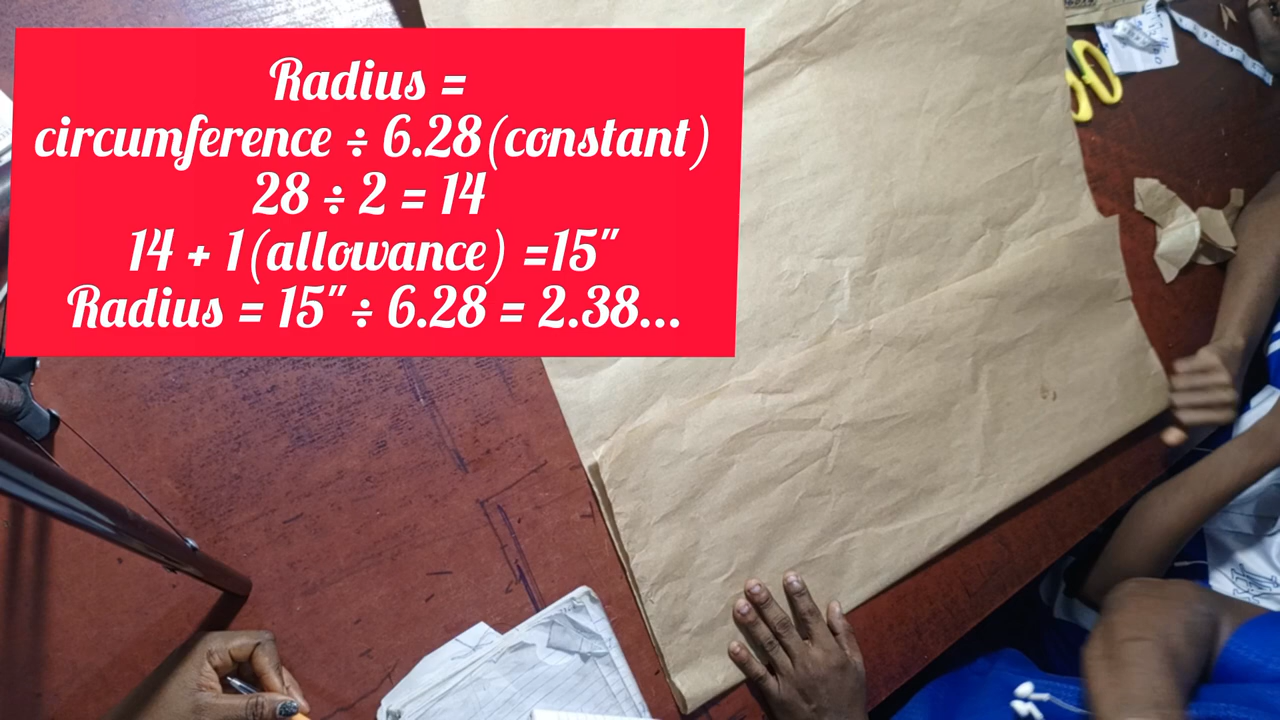 Radius =
circumference ÷ 6.28(constant)
28 ÷ 2 = 14
14 + 1(allowance) =15"
Radius = 15"÷ 6.28 = 2.38...